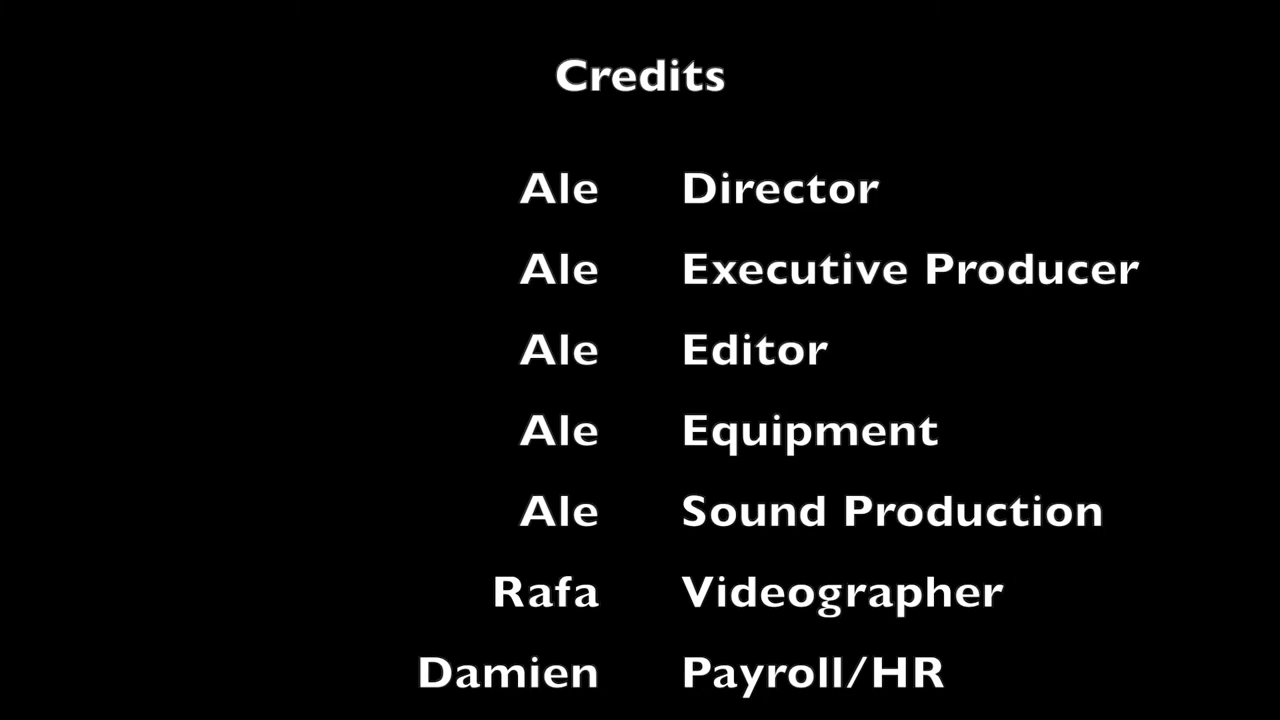 Credits
Ale Director
Ale Executive Producer
Ale Editor
Ale Equipment
Ale Sound Production
Rafa Videographer
Damien Payroll/HR